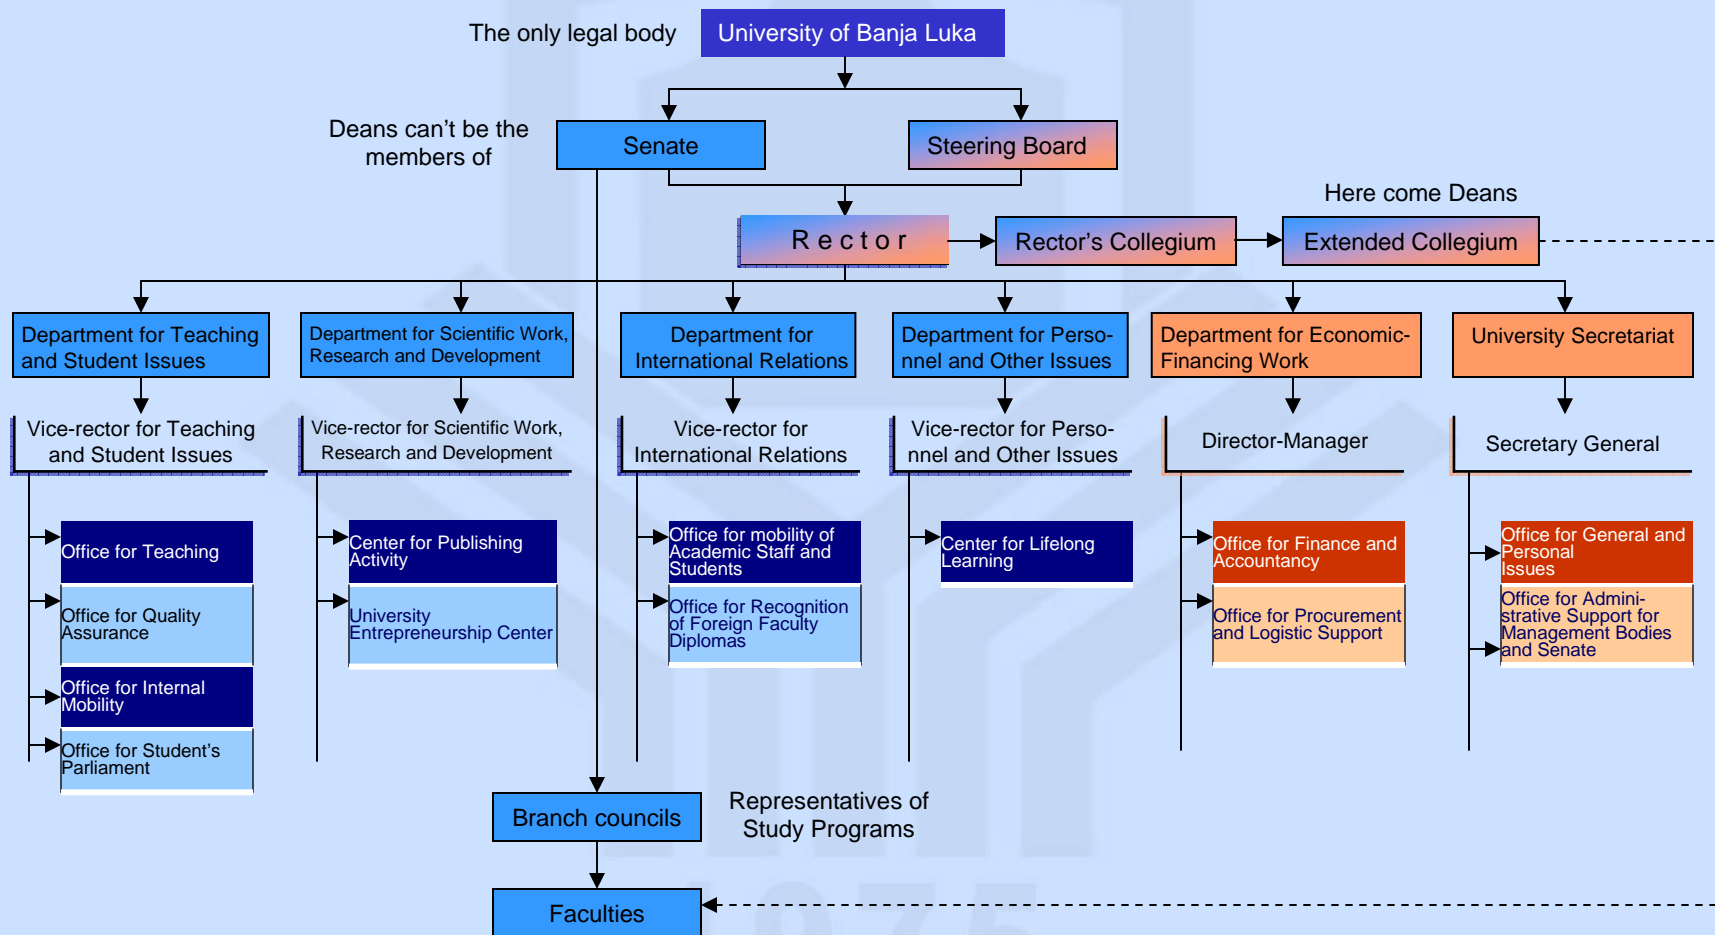 The only legal body
University of Banja Luka
Deans can't be the
members of
Senate
Steering Board
Here come Deans
Rector
Rector's Collegium
Extended Collegium
Department for Teaching
and Student Issues
Department for Scientific Work,
Research and Development
Department for
International Relations
Department for Perso-
nnel and Other Issues
Department for Economic-
Financing Work
University Secretariat
Vice-rector for Teaching
and Student Issues
Vice-rector for Scientific Work,
Research and Development
Vice-rector for
International Relations
Vice-rector for Perso-
nnel and Other Issues
Director-Manager
Secretary General
Office for Teaching
Office for Quality
Assurance
Office for Internal
Mobility
Office for Student's
Parliament
Center for Publishing
Activity
University
Entrepreneurship Center
Office for mobility of
Academic Staff and
Students
Office for Recognition
of Foreign Faculty
Diplomas
Center for Lifelong
Learning
Office for Finance and
Accountancy
Office for Procurement
and Logistic Support
Office for General and
Personal
Issues
Office for Admini-
strative Support for
Management Bodies
and Senate
Branch councils
Representatives of
Study Programs
Faculties
1975